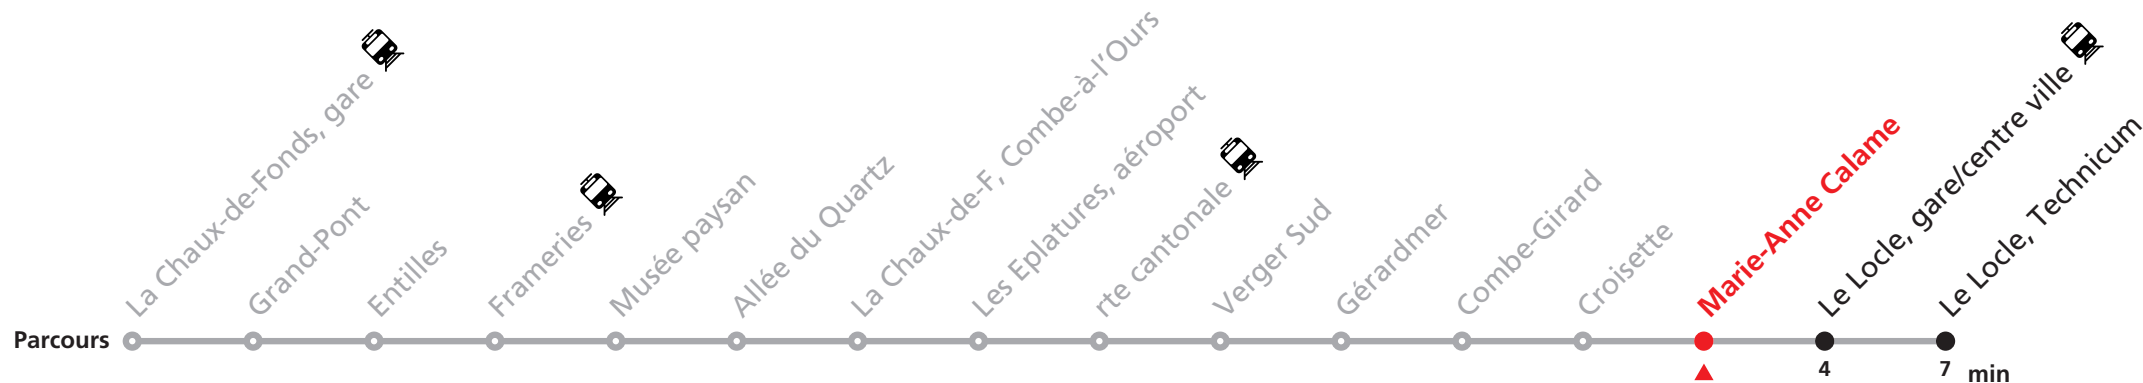 La Chaux-de-Fonds, gare
Grand-Pont
Entilles
Frameries
Musée paysan
Allée du Quartz
La Chaux-de-F, Combe-à-l'Ours
Les Eplatures, aéroport
rte cantonale
Verger Sud
Gérardmer
Combe-Girard
Croisette
Marie-Anne Calame
Le Locle, gare/centre ville
Le Locle, Technicum
Parcours
4
7 min